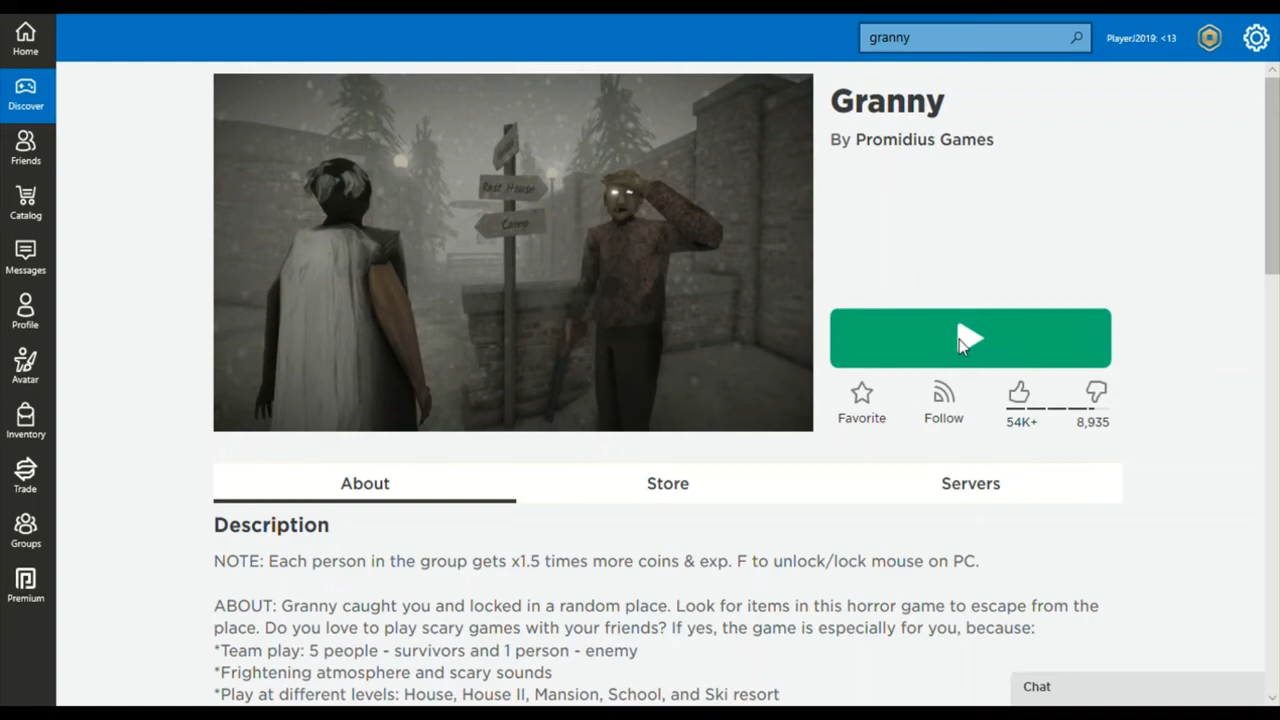 Home
granny
PlayerJ2019: <13
Discover
Friends
Catalog
Messages
Profile
Avatar
Inventory
Trade
Groups
Premium
Rest House
Granny
By Promidius Games
Favorite
Follow
54K+
8,935
About
Store
Servers
Description
NOTE: Each person in the group gets x1.5 times more coins & exp. F to unlock/lock mouse on PC.
ABOUT: Granny caught you and locked in a random place. Look for items in this horror game to escape from the
place. Do you love to play scary games with your friends? If yes, the game is especially for you, because:
*Team play: 5 people - survivors and 1 person - enemy
*Frightening atmosphere and scary sounds
*Play at different levels: House, House II, Mansion, School, and Ski resort
Chat